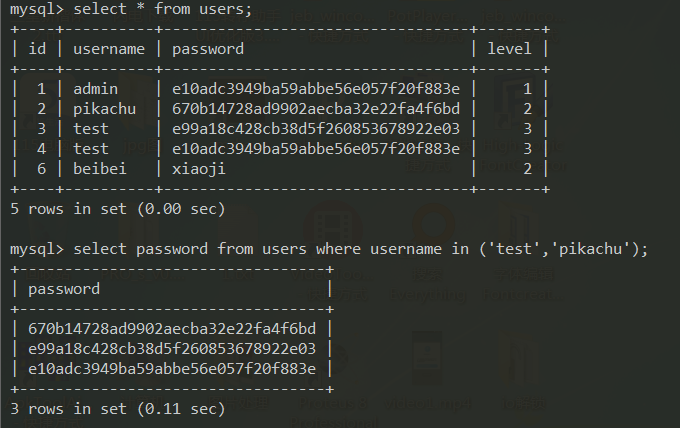 mysql> select * from users;
+----+----------+----------------------------------+-------+
| id | username | password                         | level |
+----+----------+----------------------------------+-------+
|  1 | admin    | e10adc3949ba59abbe56e057f20f883e |     1 |
|  2 | pikachu  | 670b14728ad9902aecba32e22fa4f6bd |     2 |
|  3 | test     | e99a18c428cb38d5f260853678922e03 |     3 |
|  4 | test     | e10adc3949ba59abbe56e057f20f883e |     3 |
|  6 | beibei   | xiaoji                           |     2 |
+----+----------+----------------------------------+-------+
5 rows in set (0.00 sec)
mysql> select password from users where username in ('test','pikachu');
+----------------------------------+
| password                         |
+----------------------------------+
| 670b14728ad9902aecba32e22fa4f6bd |
| e99a18c428cb38d5f260853678922e03 |
| e10adc3949ba59abbe56e057f20f883e |
+----------------------------------+
3 rows in set (0.11 sec)